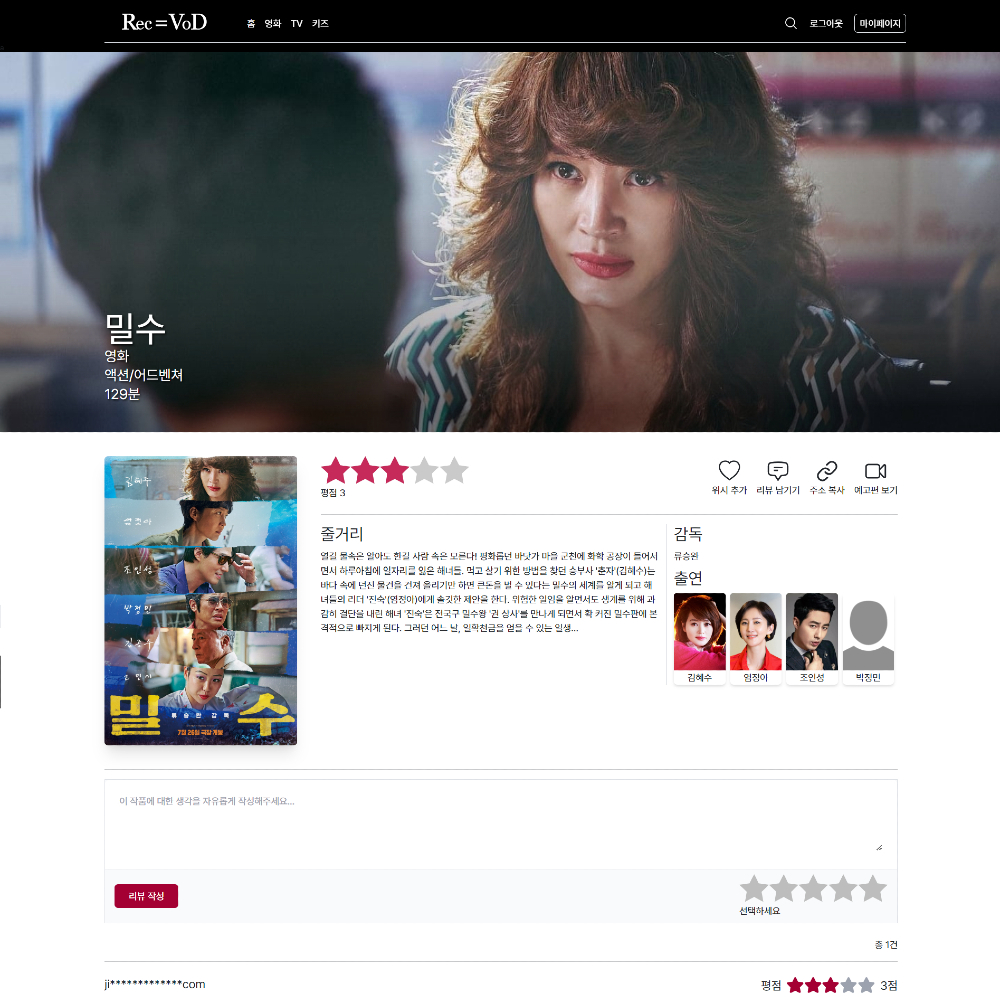 Rec=VoD
홈 영화 TV 키즈
로그아웃 마이페이지
밀수
영화
액션/어드벤쳐
129분
평점 3
위시 추가 리뷰 남기기 주소 복사 예고편 보기
줄거리
열길 물속은 알아도 한길 사람 속은 모른다! 평화롭던 바닷가 마을 군천에 화학 공장이 들어서
면서 하루아침에 일자리를 잃은 해녀들. 먹고 살기 위한 방법을 찾던 승부사 '춘자'(김혜수)는
바다 속에 던진 물건을 건져 올리기만 하면 큰돈을 벌 수 있다는 밀수의 세계를 알게 되고 해
녀들의 리더 '진숙'(염정아)에게 솔깃한 제안을 한다. 위험한 일임을 알면서도 생계를 위해 과
감히 결단을 내린 해녀 '진숙'은 전국구 밀수왕 '권 상사'를 만나게 되면서 확 커진 밀수판에 본
격적으로 빠지게 된다. 그러던 어느 날, 일확천금을 얻을 수 있는 일생...
감독
류승완
출연
김혜수 염정아 조인성 박정민
김혜수
염정아
조인성
박정민
김종수
고민시
밀수
류승완 감독
7월 26일 극장 개봉
이 작품에 대한 생각을 자유롭게 작성해주세요...
리뷰 작성
선택하세요
총 1건
ji*************com
평점 3점